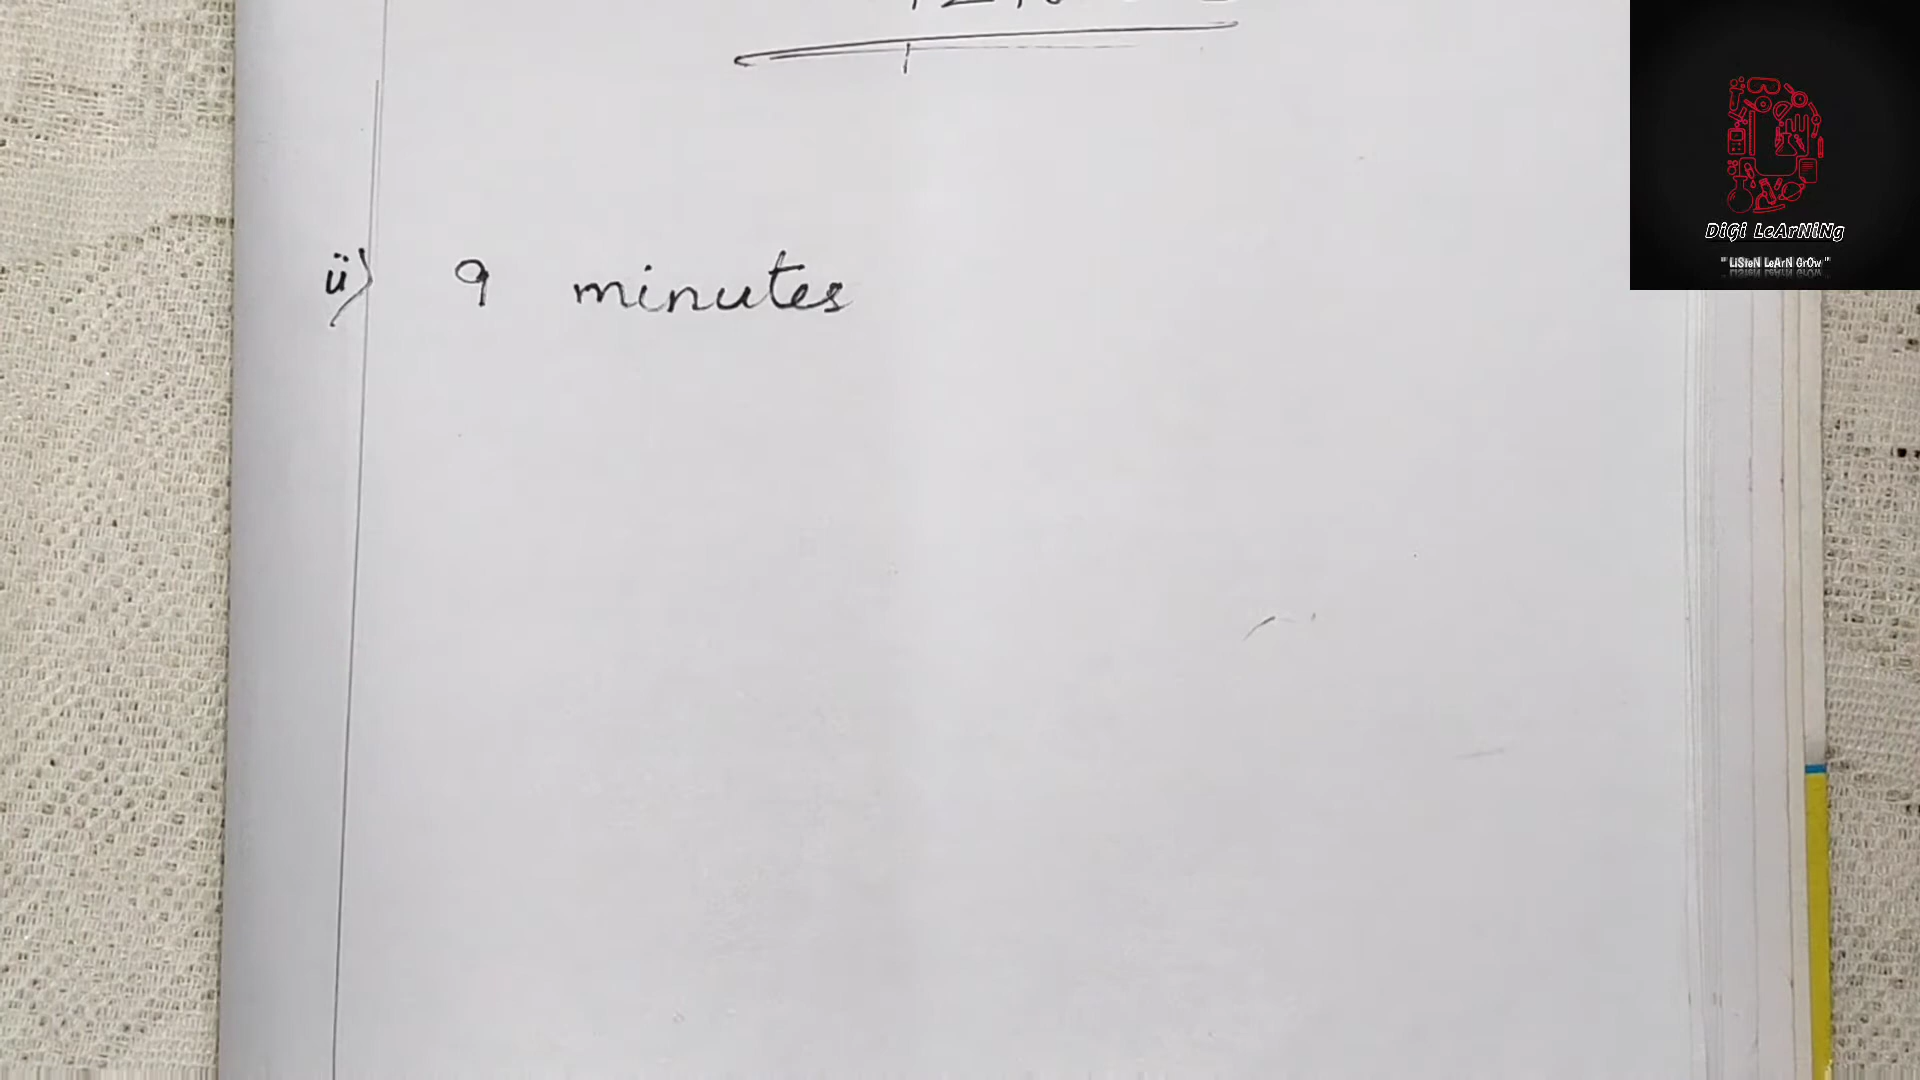 ii) 9 minutes
DiGi LeArNiNg
" LiSteN LeArN GrOw "